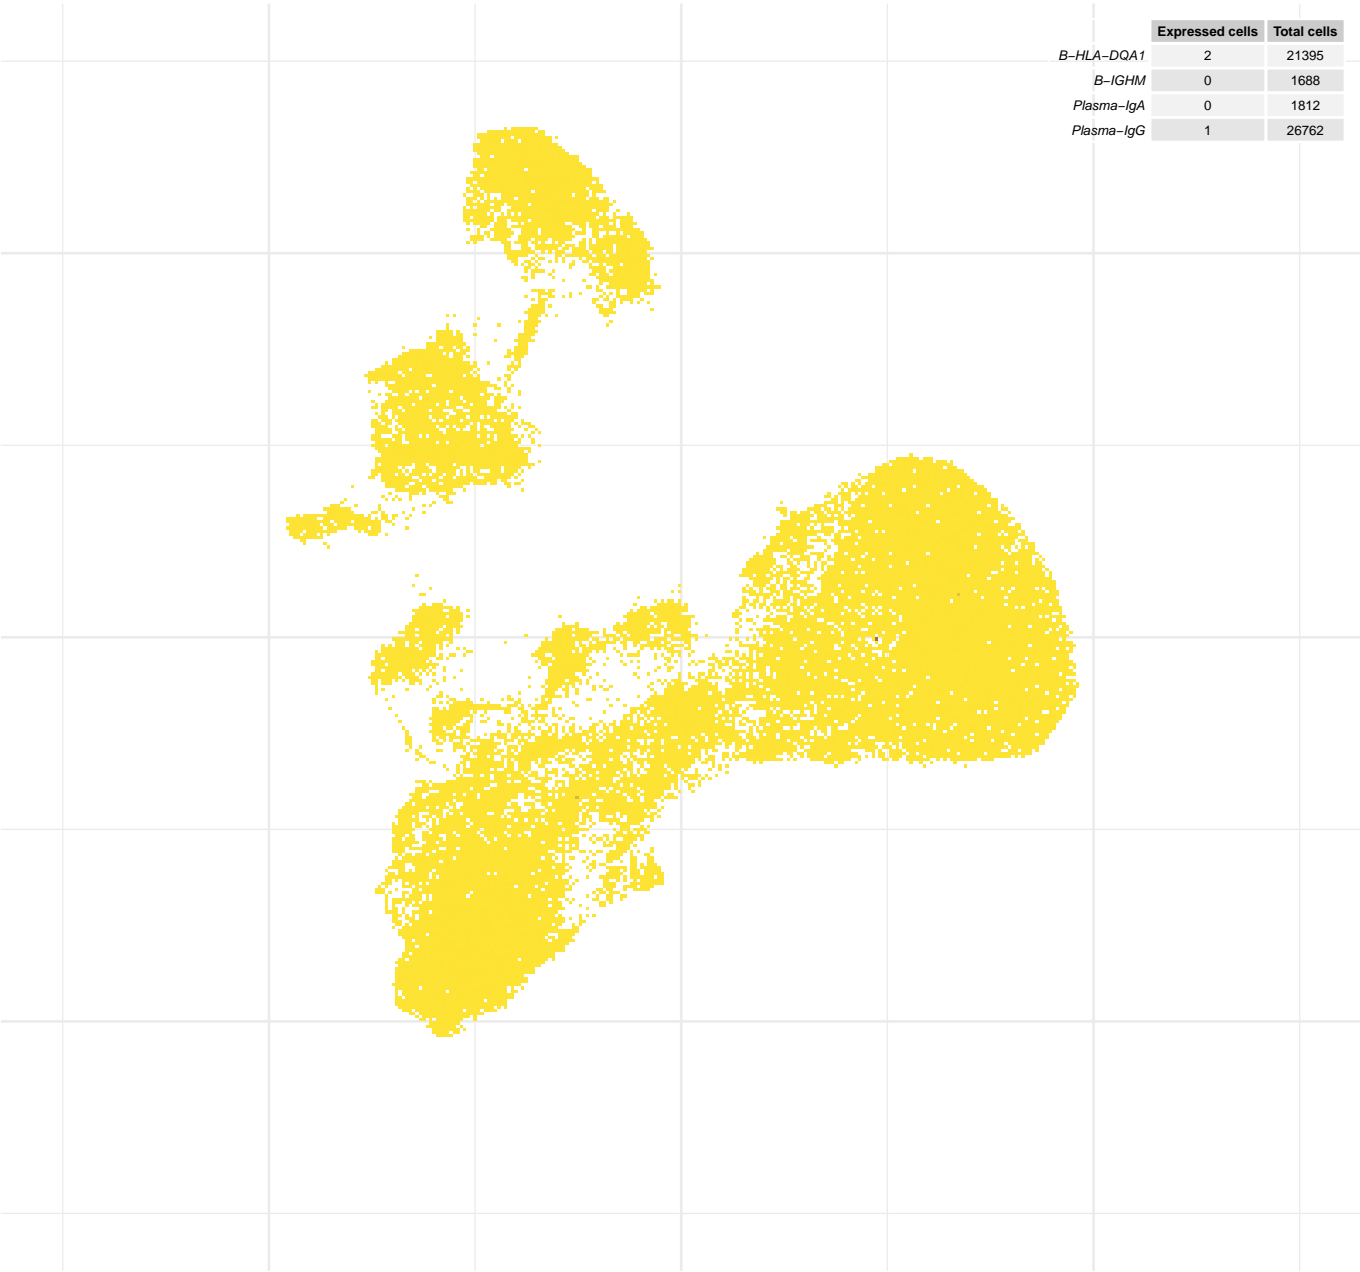 Expressed cells Total cells
B−HLA−DQA1 2 21395
B−IGHM 0 1688
Plasma−IgA 0 1812
Plasma−IgG 1 26762